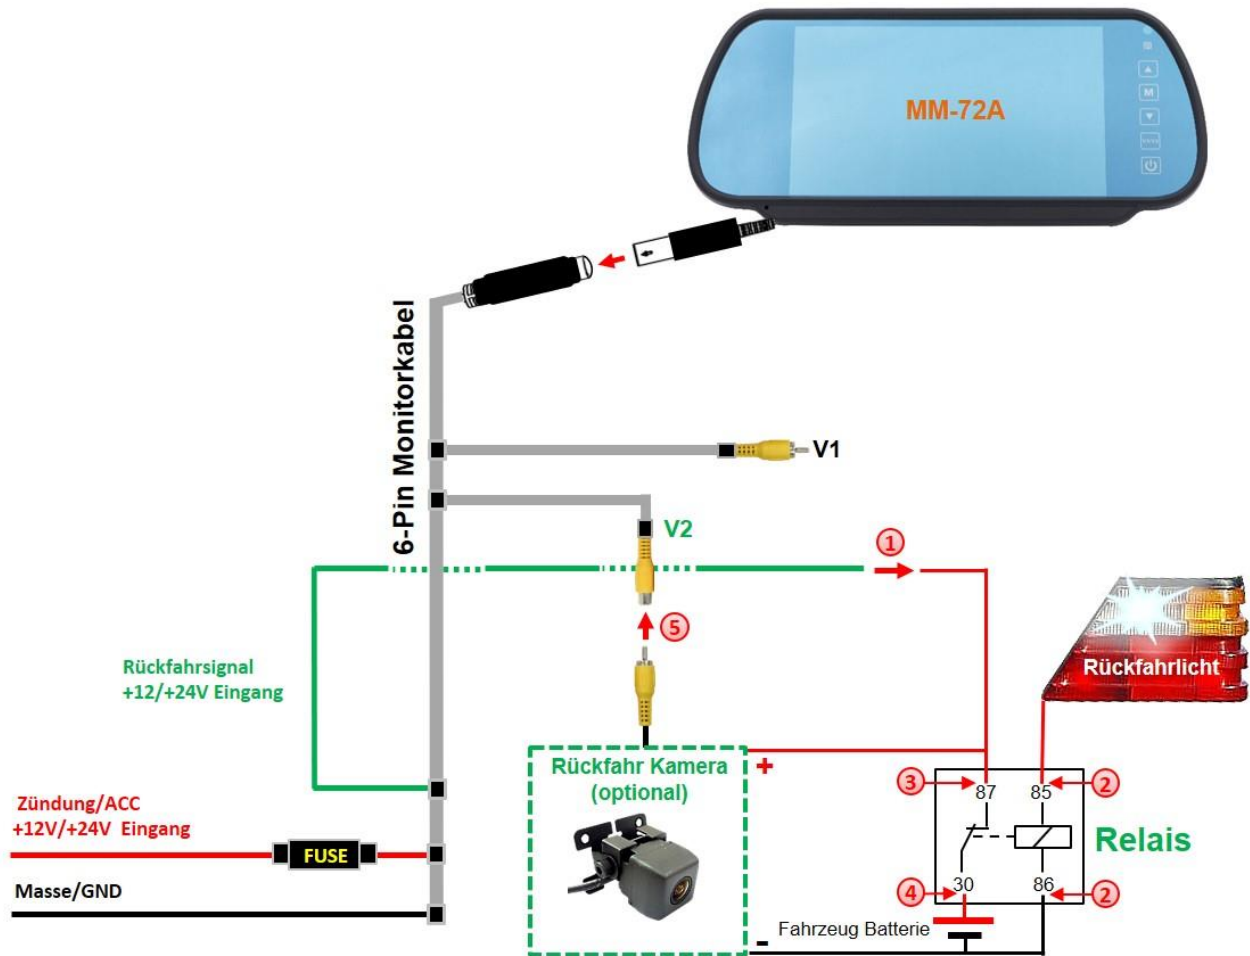 MM-72A
M
6-Pin Monitorkabel
V1
V2
1
5
Rückfahrsignal
+12/+24V Eingang
Rückfahrlicht
Rückfahr Kamera
(optional)
+
3
87
85
2
Zündung/ACC
+12V/+24V Eingang
FUSE
Relais
Masse/GND
4
30
86
2
Fahrzeug Batterie
-